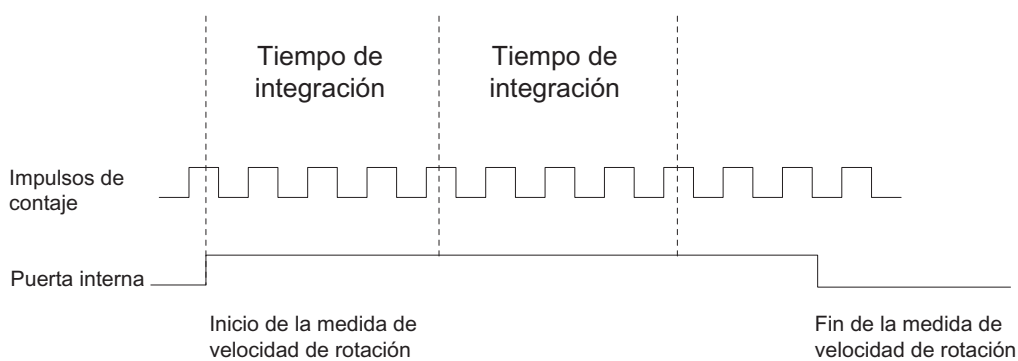 Tiempo de
integración
Tiempo de
integración
Impulsos de
contaje
Puerta interna
Inicio de la medida de
velocidad de rotación
Fin de la medida de
velocidad de rotación